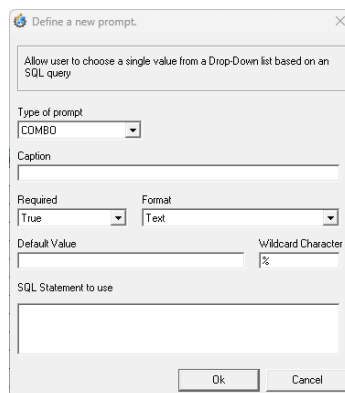 Define a new prompt.
Allow user to choose a single value from a Drop-Down list based on an
SQL query
Type of prompt
COMBO
Caption
Required Format
True Text
Default Value Wildcard Character
%
SQL Statement to use
Ok Cancel